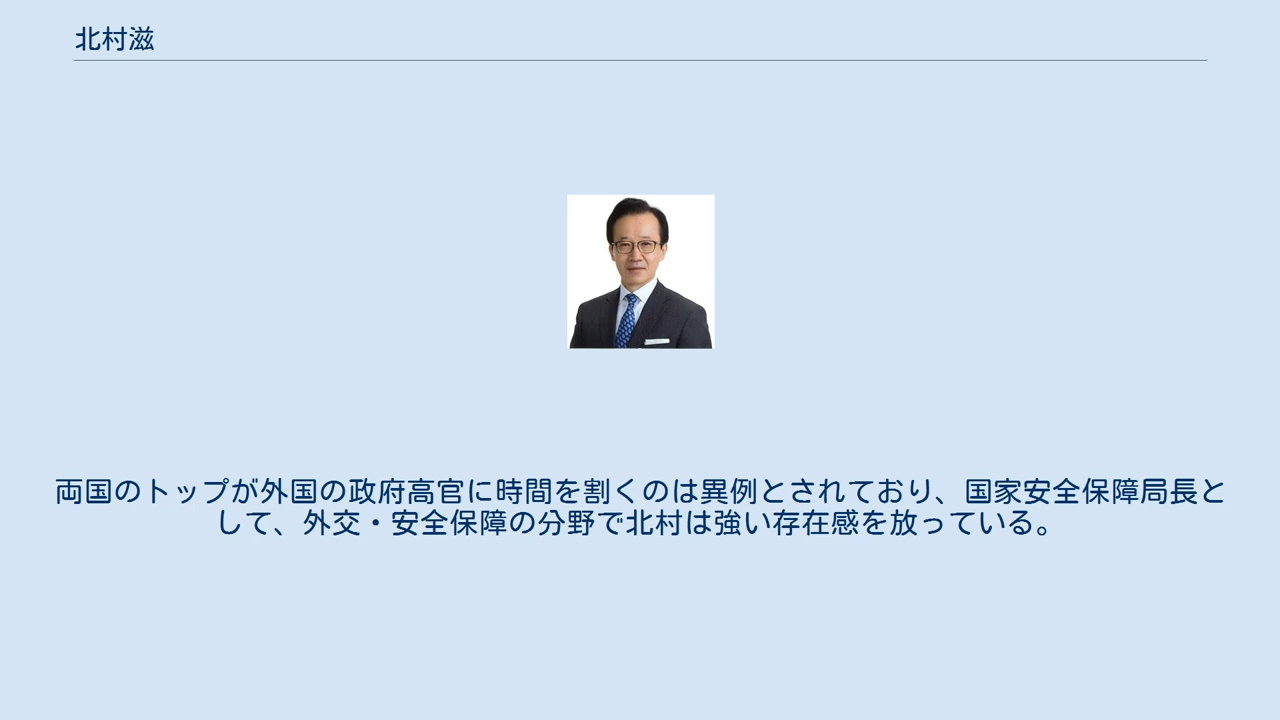 北村滋
両国のトップが外国の政府高官に時間を割くのは異例とされており、国家安全保障局長と
して、外交・安全保障の分野で北村は強い存在感を放っている。